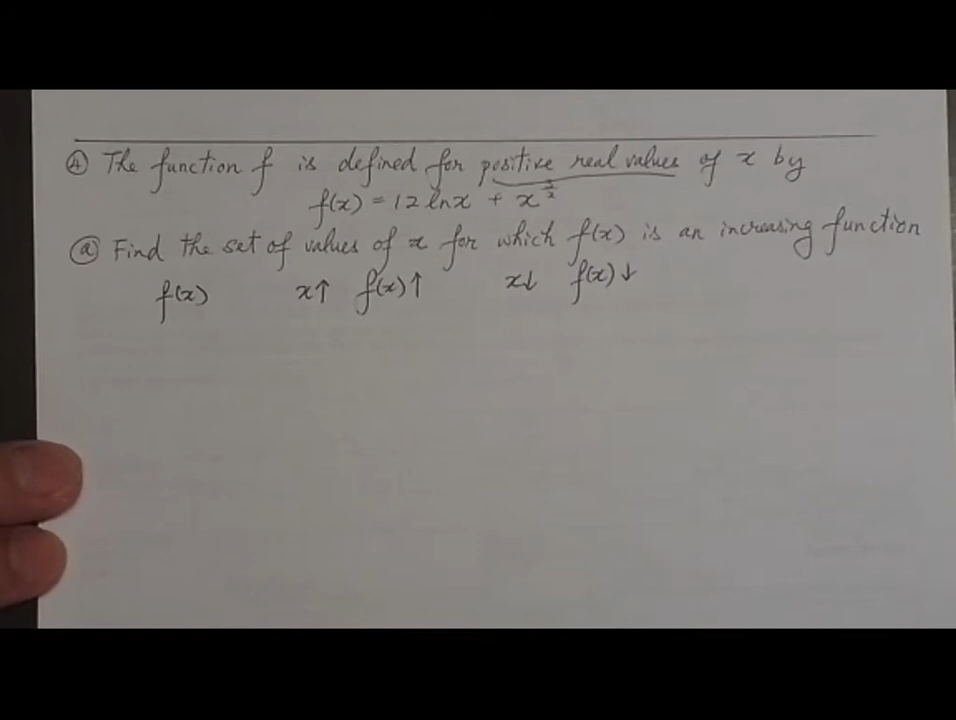 ④ The function f is defined for positive real values of x by
f(x) = 12 ln x + x^{3/2}
ⓐ Find the set of values of x for which f(x) is an increasing function
f(x) x↑ f(x)↑ x↓ f(x)↓